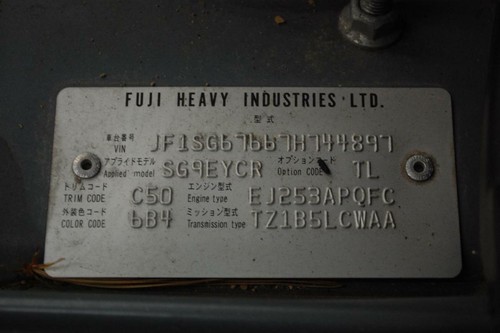 FUJI HEAVY INDUSTRIES LTD.
型式
車台番号 VIN JF1SG67667H744897
アプライドモデル Applied model SG9EYCR オプションコード Option CODE TL
トリムコード TRIM CODE C50 エンジン型式 Engine type EJ253APQFC
外装色コード COLOR CODE 6B4 ミッション型式 Transmission type TZ1B5LCWAA